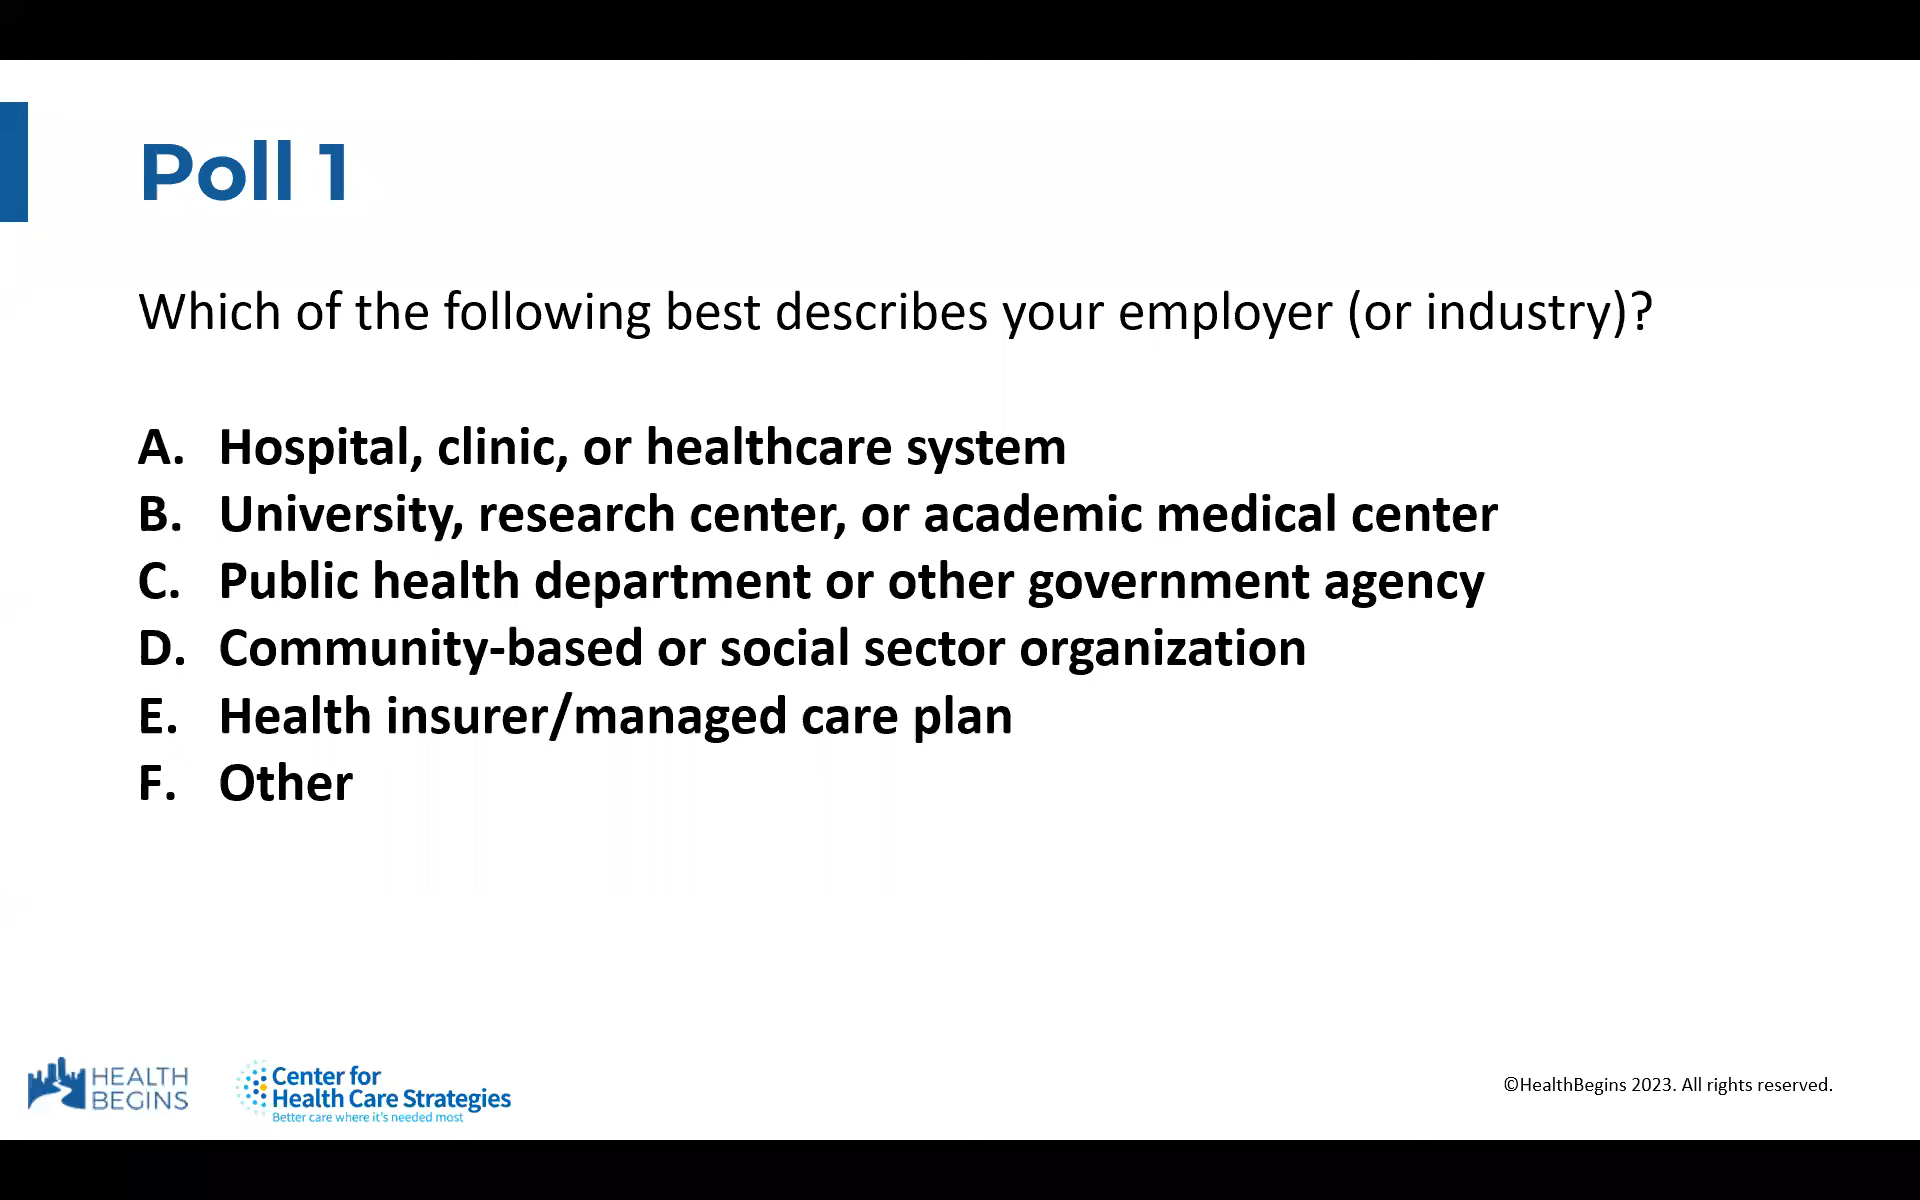 Poll 1
Which of the following best describes your employer (or industry)?
A. Hospital, clinic, or healthcare system
B. University, research center, or academic medical center
C. Public health department or other government agency
D. Community-based or social sector organization
E. Health insurer/managed care plan
F. Other
HEALTH
BEGINS
Center for
Health Care Strategies
Better care where it's needed most
©HealthBegins 2023. All rights reserved.